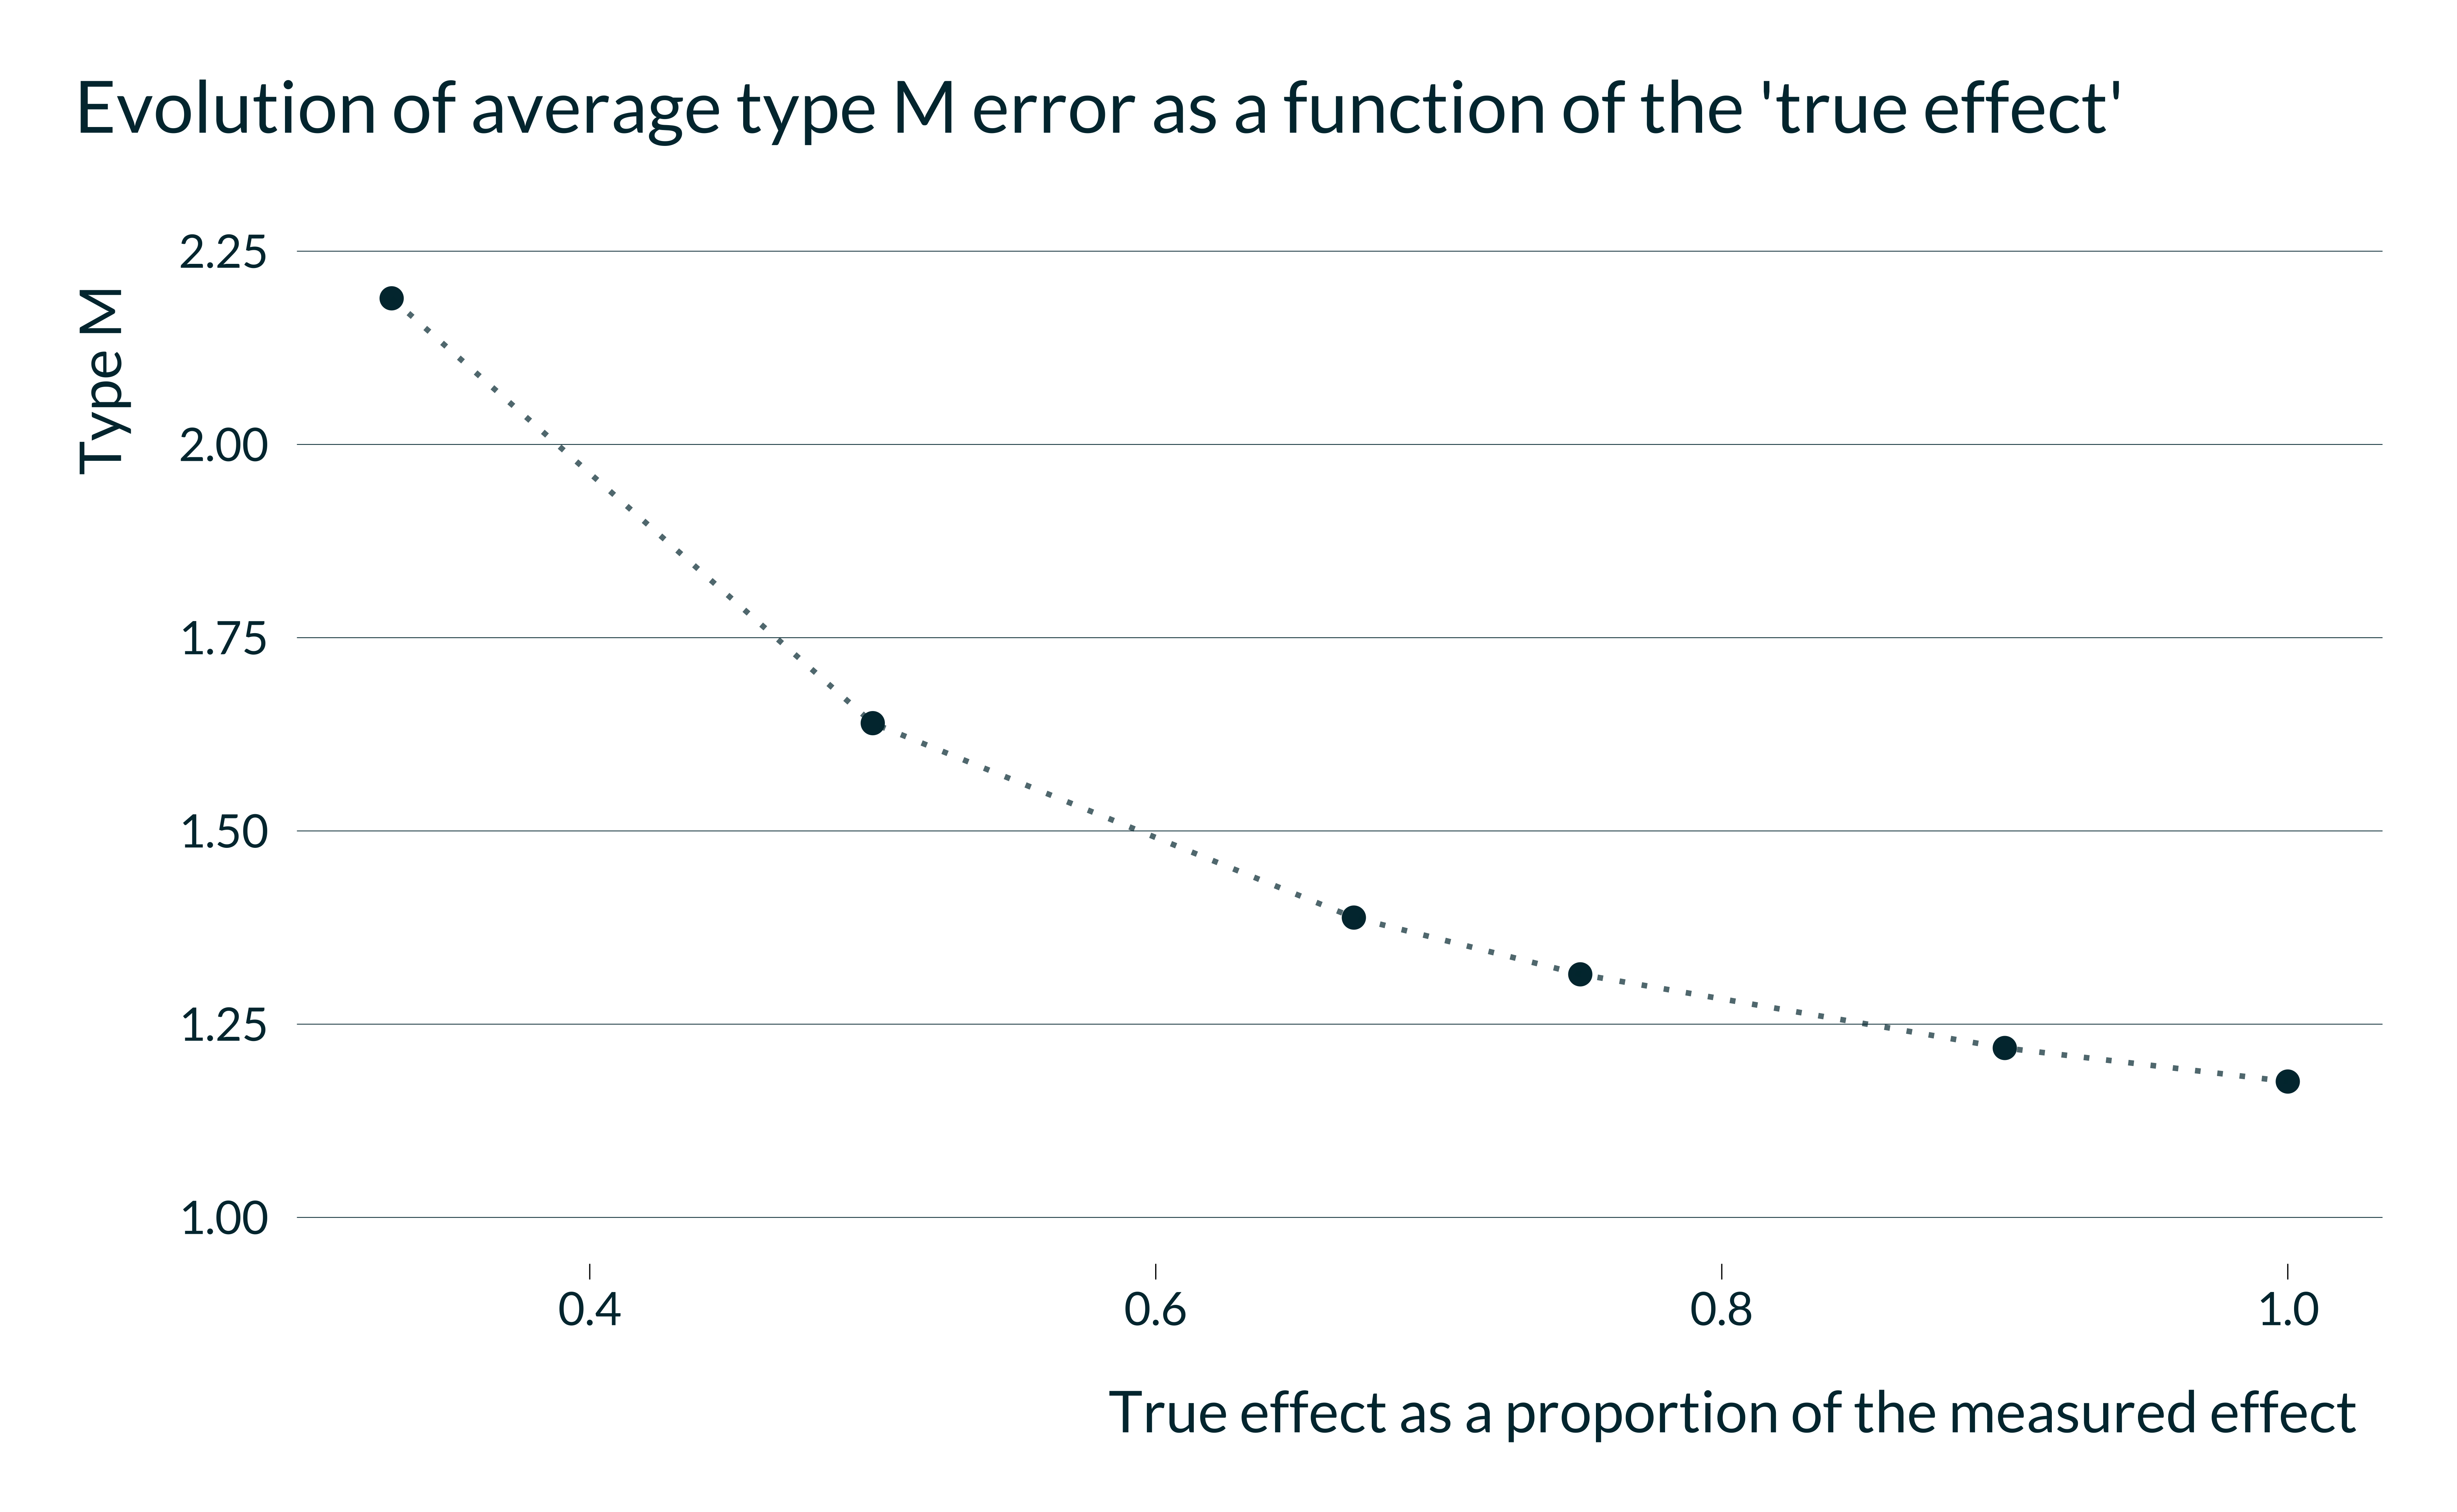 Evolution of average type M error as a function of the 'true effect'
Type M
2.25
2.00
1.75
1.50
1.25
1.00
0.4 0.6 0.8 1.0
True effect as a proportion of the measured effect